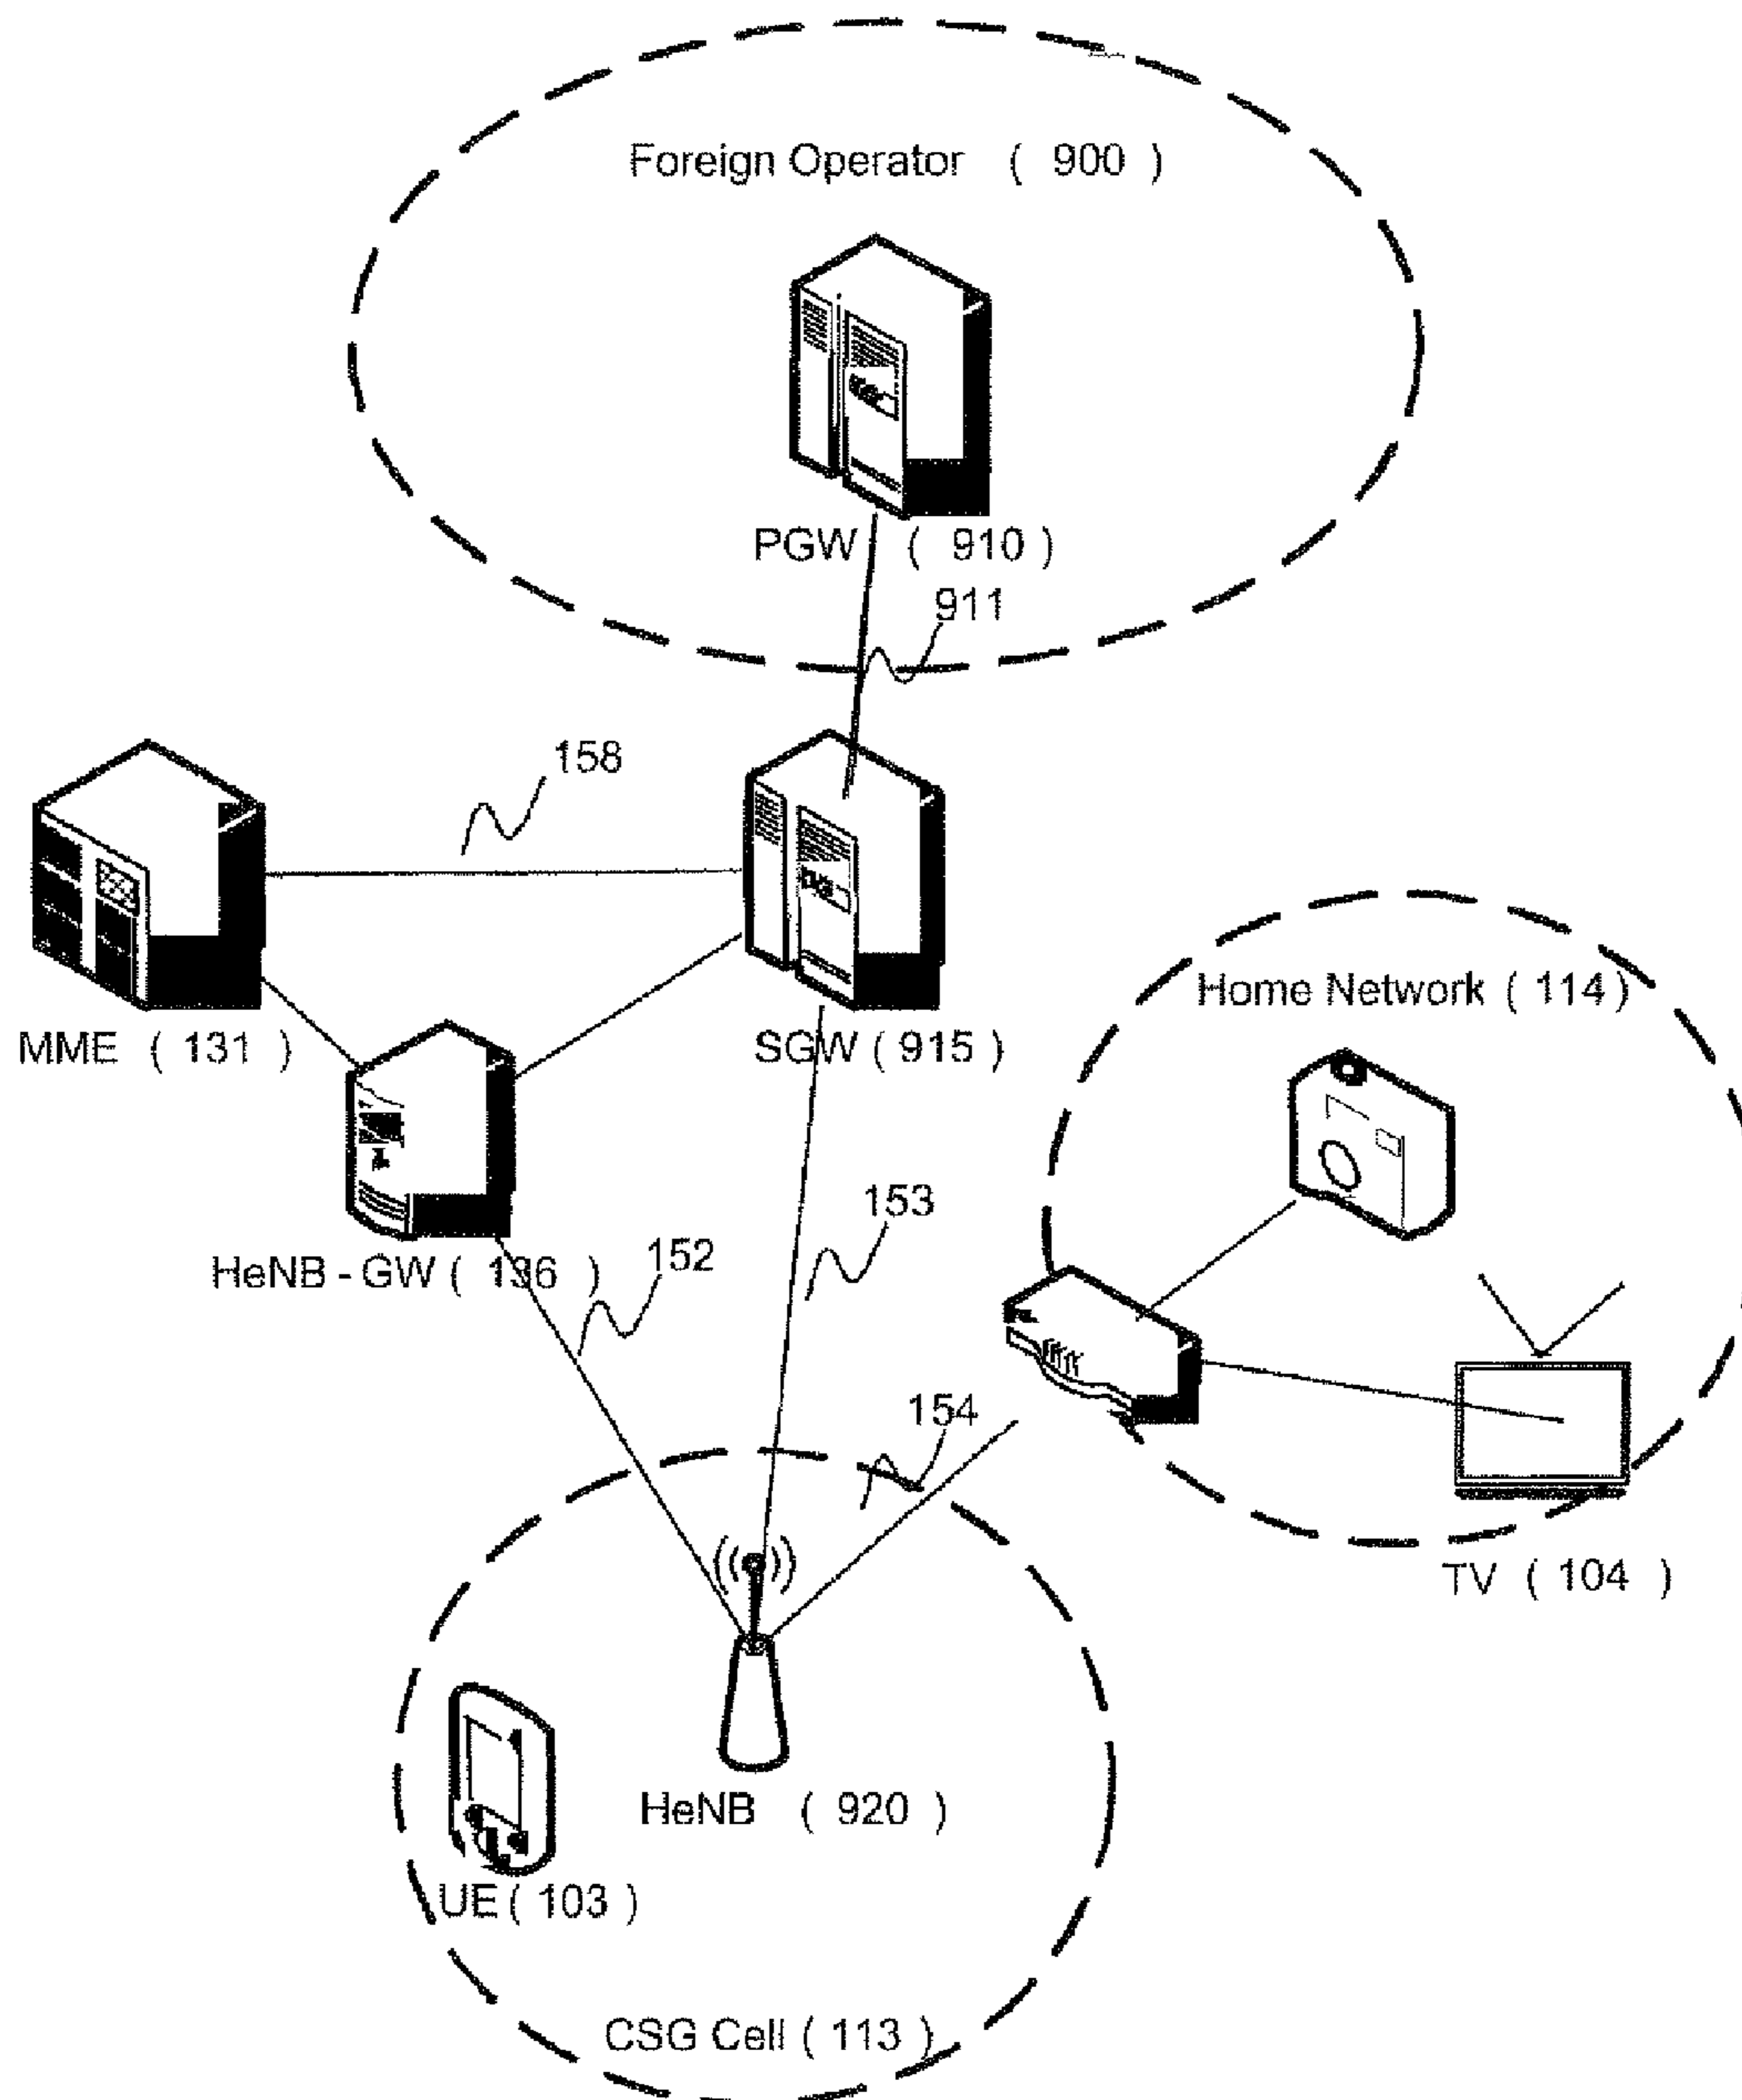 Foreign Operator ( 900 )
PGW ( 910 )
911
158
MME ( 131 )
SGW ( 915 )
Home Network ( 114 )
HeNB - GW ( 136 )
152
153
154
TV ( 104 )
HeNB ( 920 )
UE ( 103 )
CSG Cell ( 113 )